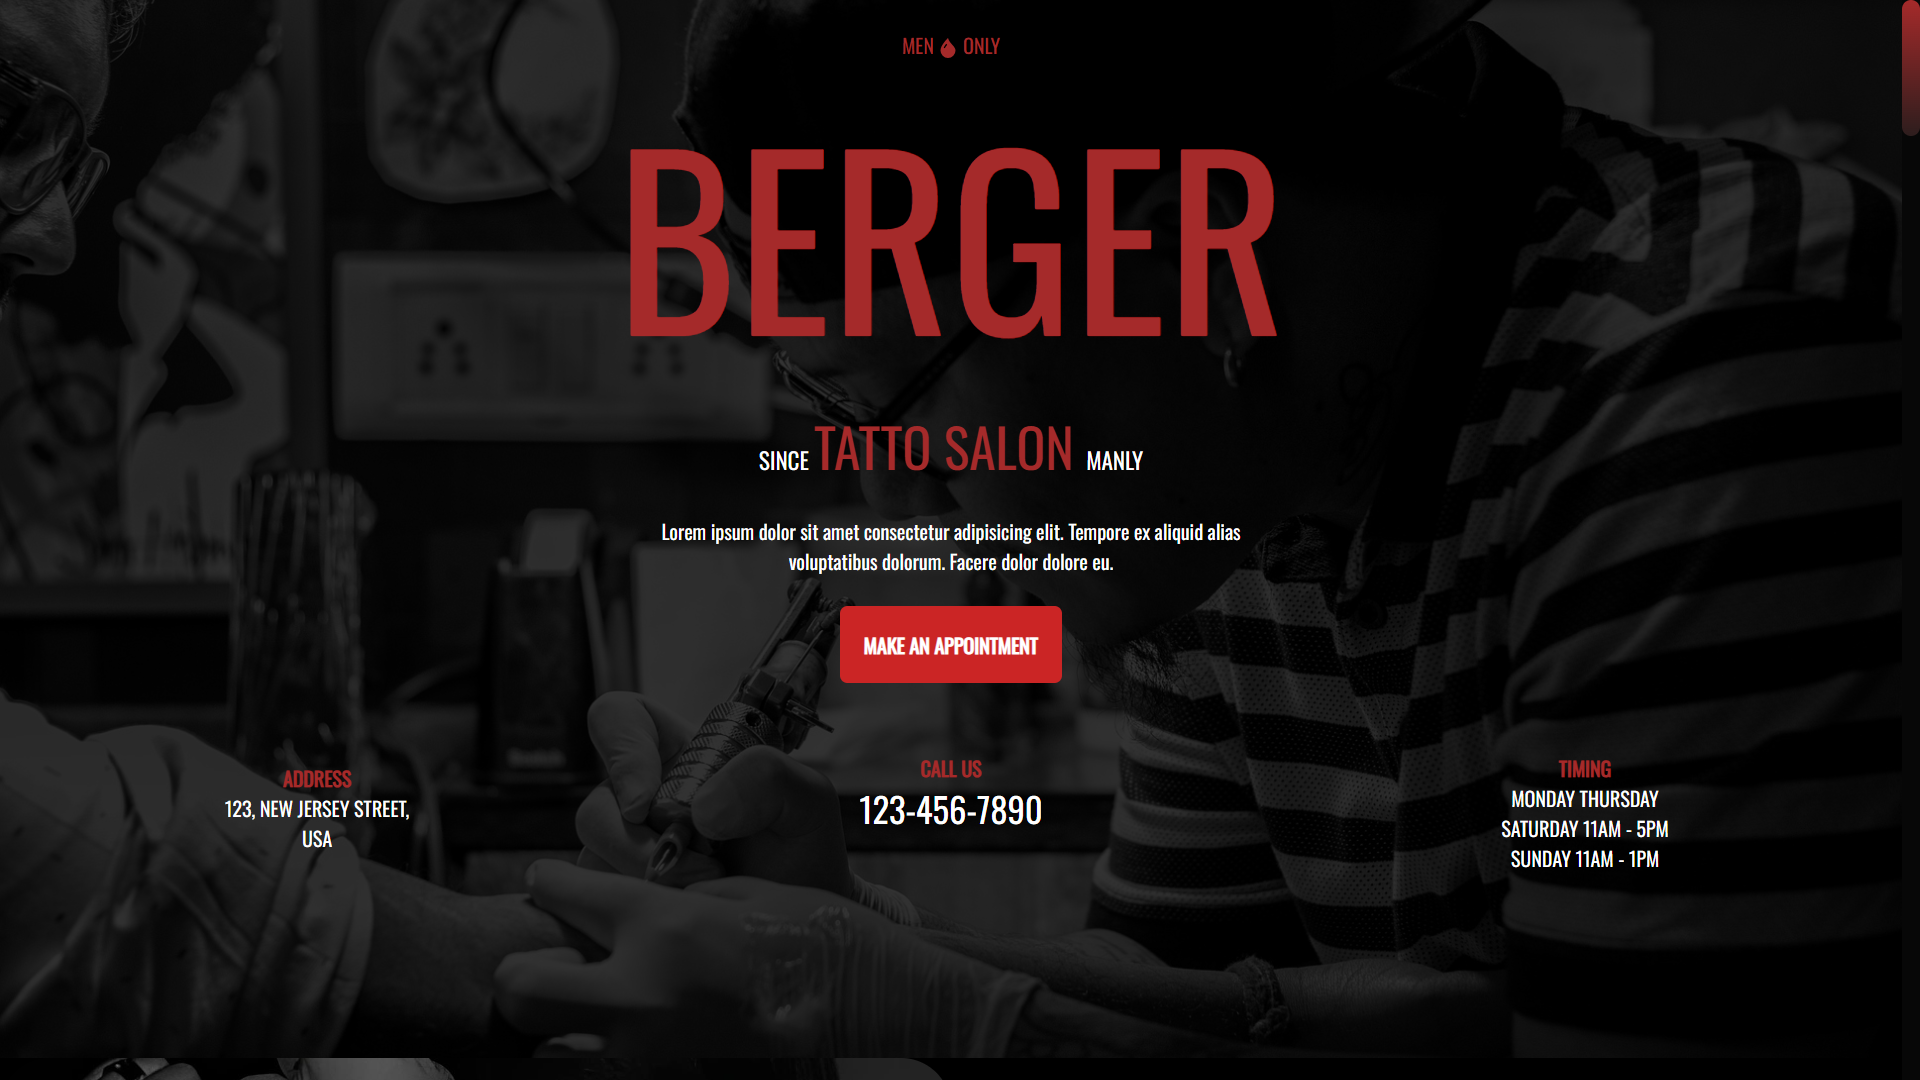 MEN ONLY
BERGER
SINCE TATTO SALON MANLY
Lorem ipsum dolor sit amet consectetur adipisicing elit. Tempore ex aliquid alias
voluptatibus dolorum. Facere dolor dolore eu.
MAKE AN APPOINTMENT
ADDRESS
123, NEW JERSEY STREET,
USA
CALL US
123-456-7890
TIMING
MONDAY THURSDAY
SATURDAY 11AM - 5PM
SUNDAY 11AM - 1PM